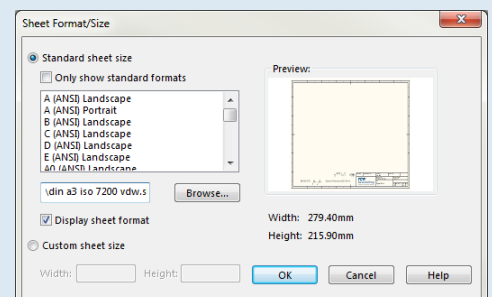 Sheet Format/Size
Standard sheet size
Only show standard formats
A (ANSI) Landscape
A (ANSI) Portrait
B (ANSI) Landscape
C (ANSI) Landscape
D (ANSI) Landscape
E (ANSI) Landscape
A0 (ANSI) Landscape
\din a3 iso 7200 vdw.s
Browse...
Display sheet format
Custom sheet size
Width:
Height:
Preview:
Width: 279.40mm
Height: 215.90mm
OK
Cancel
Help